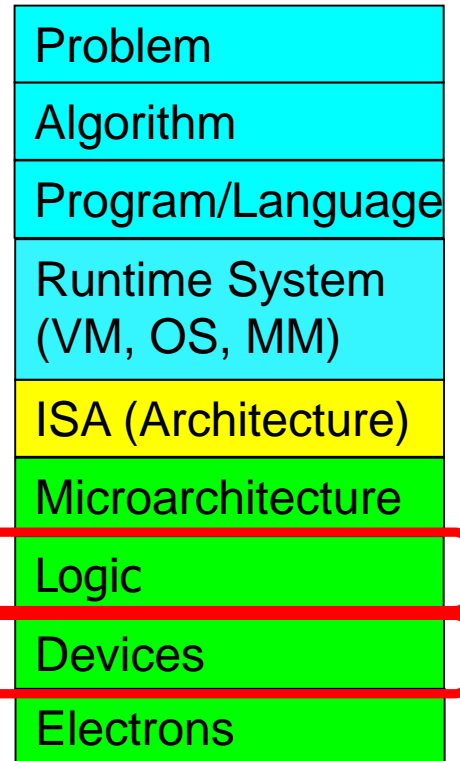 Problem
Algorithm
Program/Language
Runtime System
(VM, OS, MM)
ISA (Architecture)
Microarchitecture
Logic
Devices
Electrons